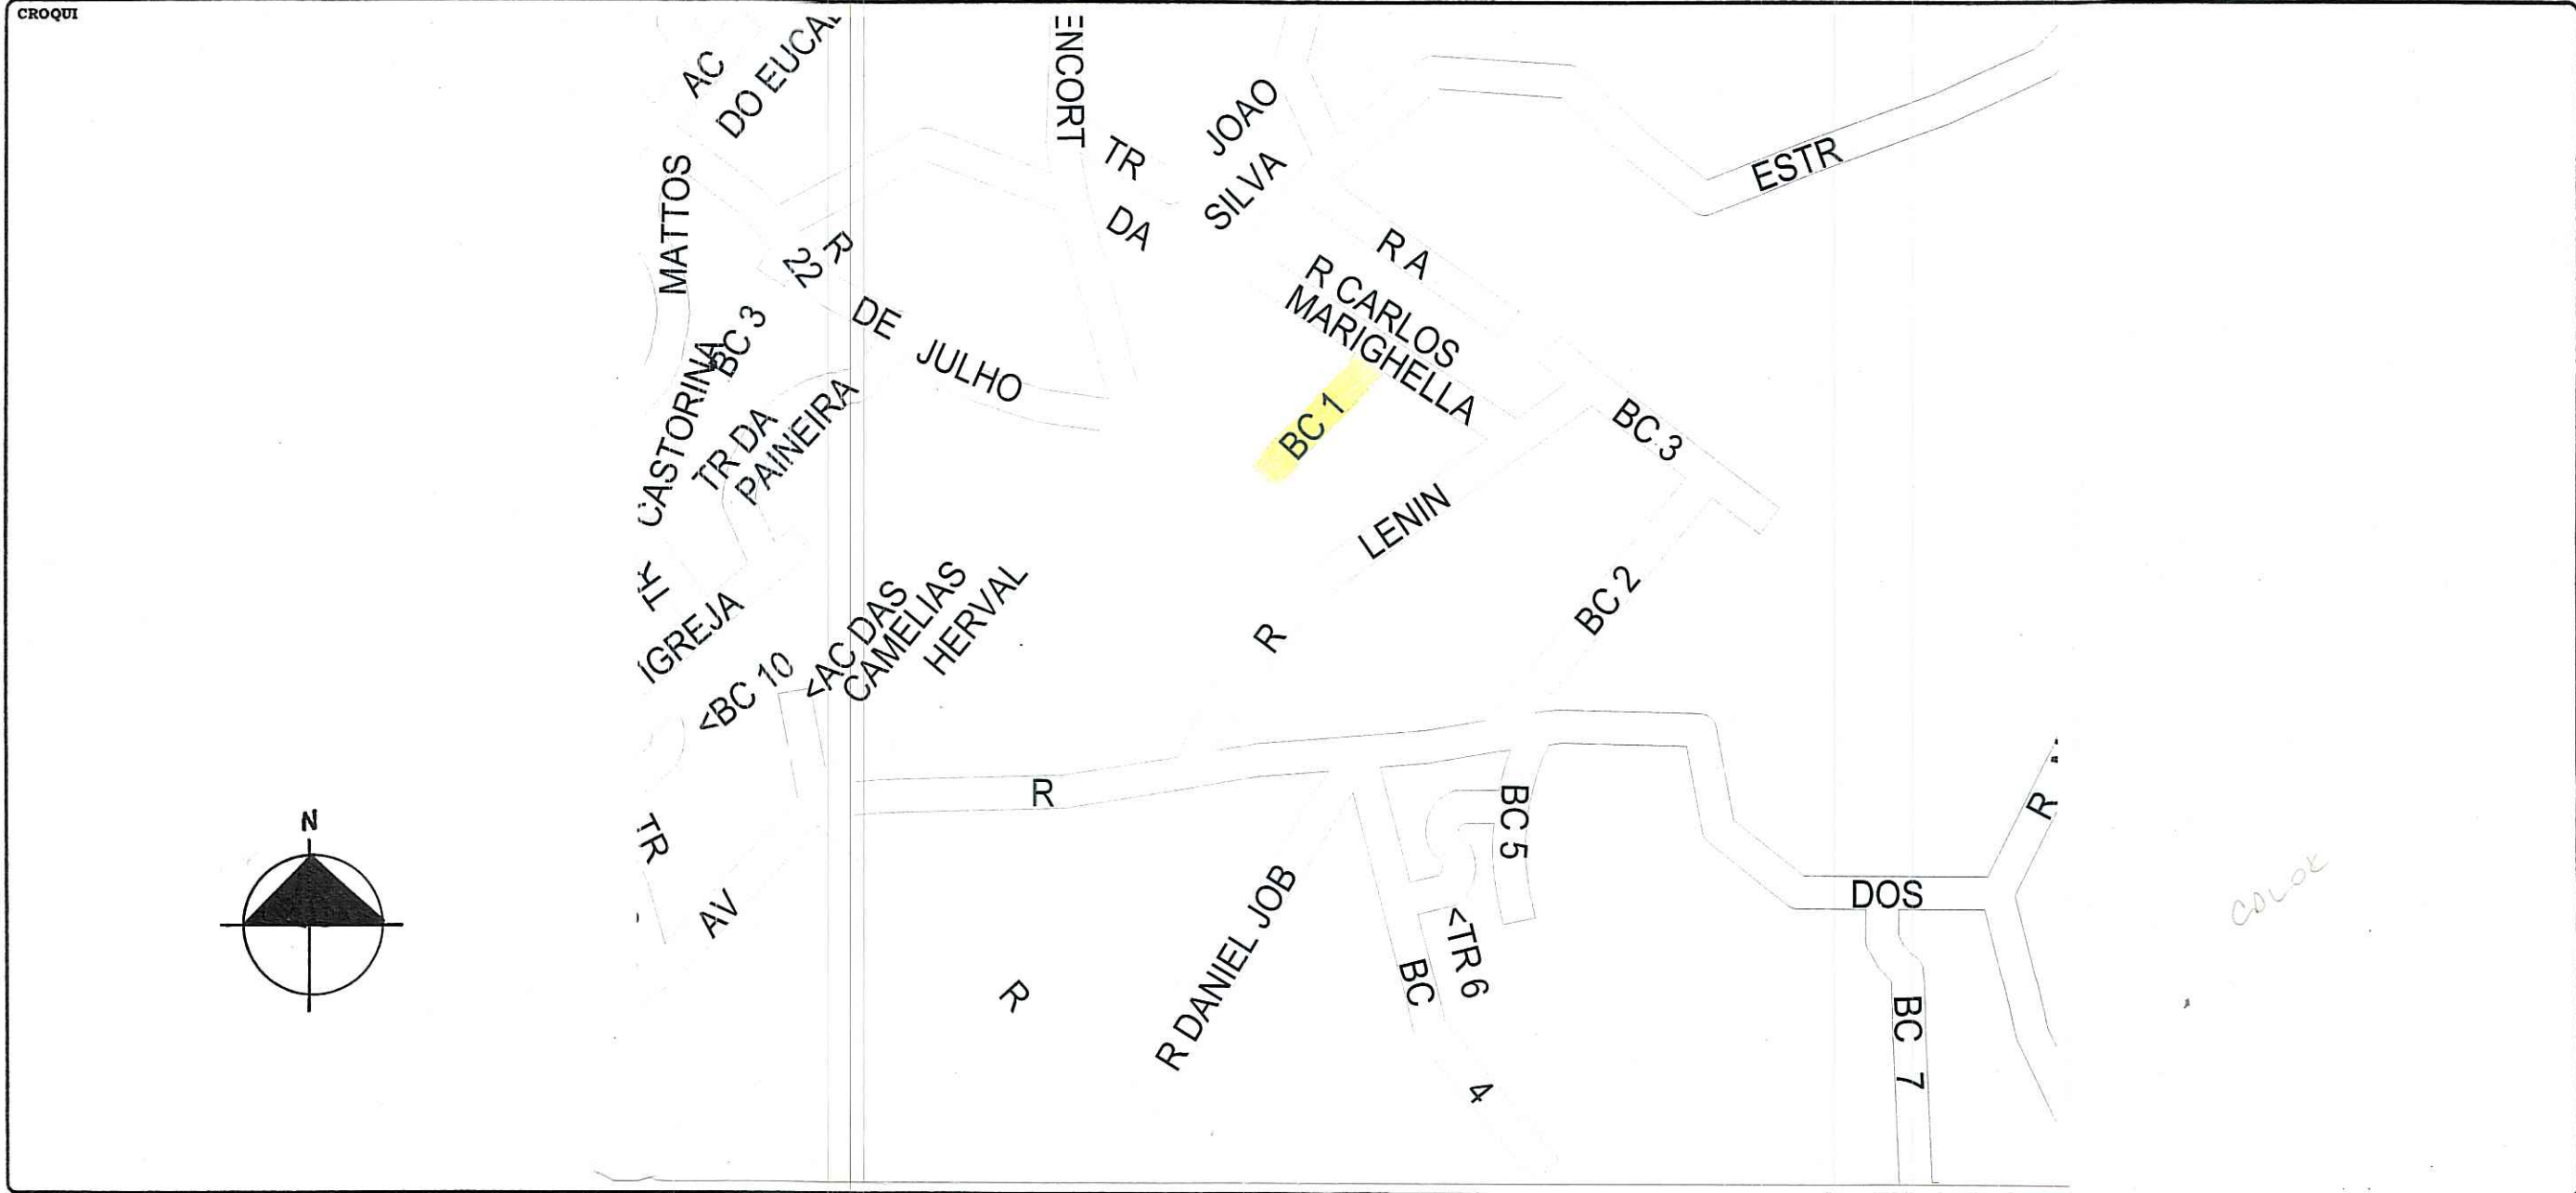 CROQUI
AC
DO EUCAL
ENCORT
JOAO
SILVA
TR
DA
ESTR
MATTOS
R
22
DE
JULHO
R A
R CARLOS
MARIGHELLA
BC 3
CASTORINA
TR DA
PAINEIRA
BC 1
BC 3
LENIN
R
BC 2
TR
IGREJA
<BC 10
<AC DAS
CAMELIAS
HERVAL
R
N
TR
AV
R
R DANIEL JOB
BC 5
<TR 6
BC
4
DOS
R
BC 7